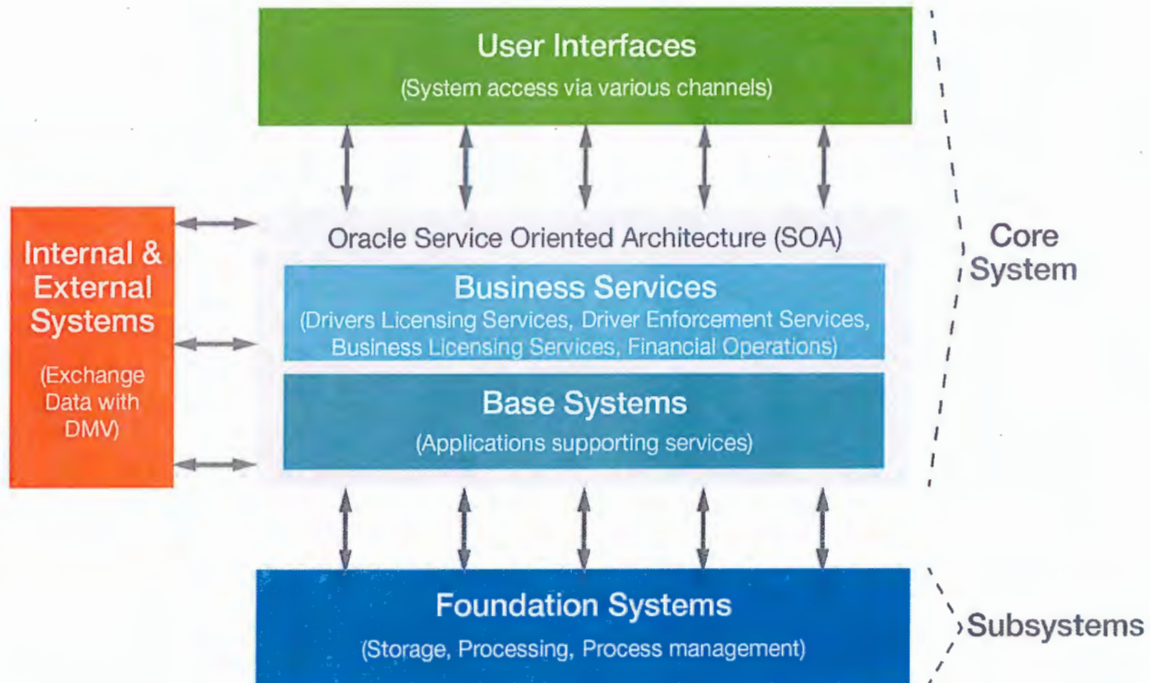 User Interfaces
(System access via various channels)
Oracle Service Oriented Architecture (SOA)
Internal &
External
Systems
(Exchange
Data with
DMV)
Business Services
(Drivers Licensing Services, Driver Enforcement Services,
Business Licensing Services, Financial Operations)
Base Systems
(Applications supporting services)
Core
System
Foundation Systems
(Storage, Processing, Process management)
Subsystems